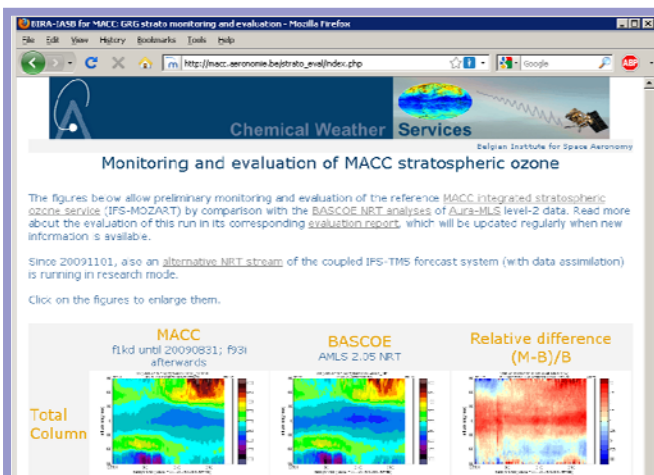 BIRA-IASB for MACC: GRG strato monitoring and evaluation - Mozilla Firefox
File Edit View History Bookmarks Tools Help
http://macc.aeronomie.be/strato_eval/index.php
Google
ABP
Chemical Weather Services
Belgian Institute for Space Aeronomy
Monitoring and evaluation of MACC stratospheric ozone
The figures below allow preliminary monitoring and evaluation of the reference MACC integrated stratospheric
ozone service (IFS-MOZART) by comparison with the BASCOE NRT analyses of Aura-MLS level-2 data. Read more
about the evaluation of this run in its corresponding evaluation report, which will be updated regularly when new
information is available.
Since 20091101, also an alternative NRT stream of the coupled IFS-TM5 forecast system (with data assimilation)
is running in research mode.
Click on the figures to enlarge them.
MACC
f1kd until 20090831; f93i
afterwards
BASCOE
AMLS 2.05 NRT
Relative difference
(M-B)/B
Total
Column